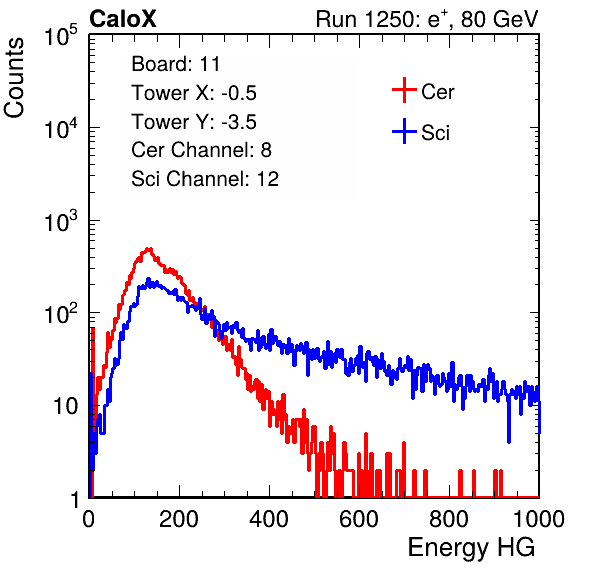 CaloX Run 1250: e⁺, 80 GeV
Counts
10⁵
10⁴
10³
10²
10
1
Board: 11
Tower X: -0.5
Tower Y: -3.5
Cer Channel: 8
Sci Channel: 12
Cer
Sci
0 200 400 600 800 1000
Energy HG